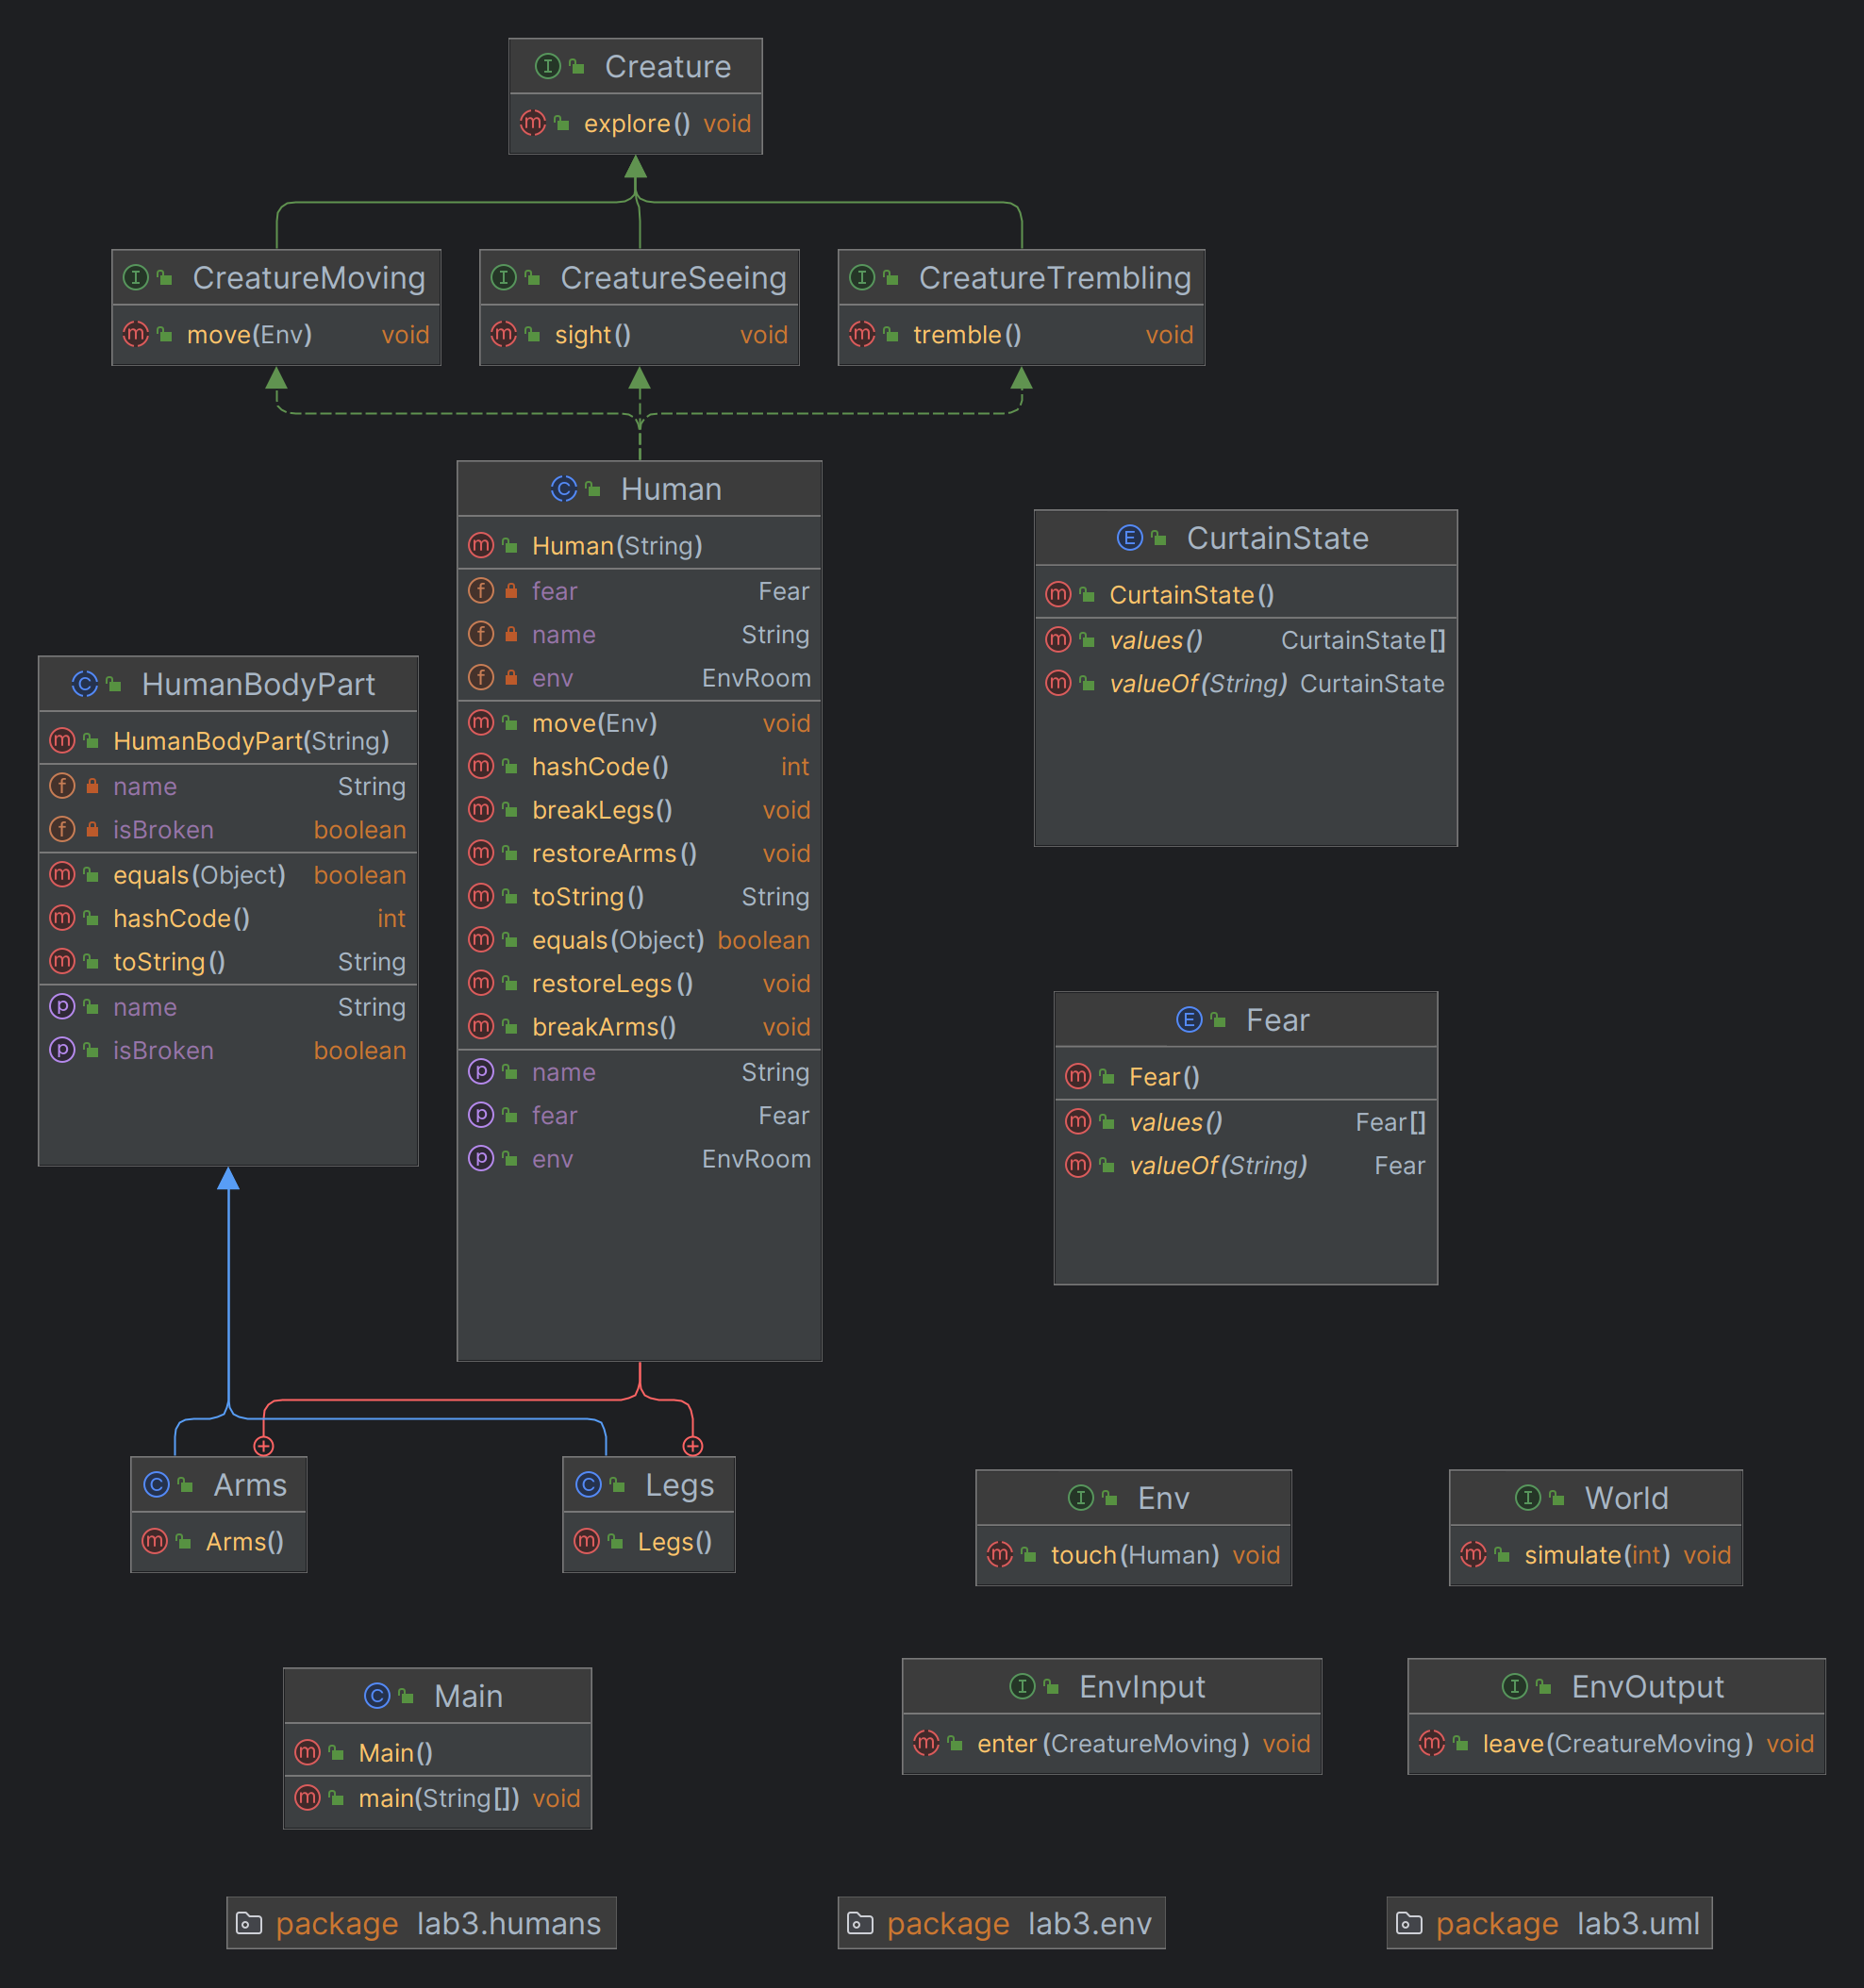 Creature
explore() void
CreatureMoving
move(Env) void
CreatureSeeing
sight() void
CreatureTrembling
tremble() void
Human
Human(String)
fear Fear
name String
env EnvRoom
move(Env) void
hashCode() int
breakLegs() void
restoreArms() void
toString() String
equals(Object) boolean
restoreLegs() void
breakArms() void
name String
fear Fear
env EnvRoom
CurtainState
CurtainState()
values() CurtainState[]
valueOf(String) CurtainState
HumanBodyPart
HumanBodyPart(String)
name String
isBroken boolean
equals(Object) boolean
hashCode() int
toString() String
name String
isBroken boolean
Fear
Fear()
values() Fear[]
valueOf(String) Fear
Arms
Arms()
Legs
Legs()
Env
touch(Human) void
World
simulate(int) void
Main
Main()
main(String[]) void
EnvInput
enter(CreatureMoving) void
EnvOutput
leave(CreatureMoving) void
package lab3.humans
package lab3.env
package lab3.uml